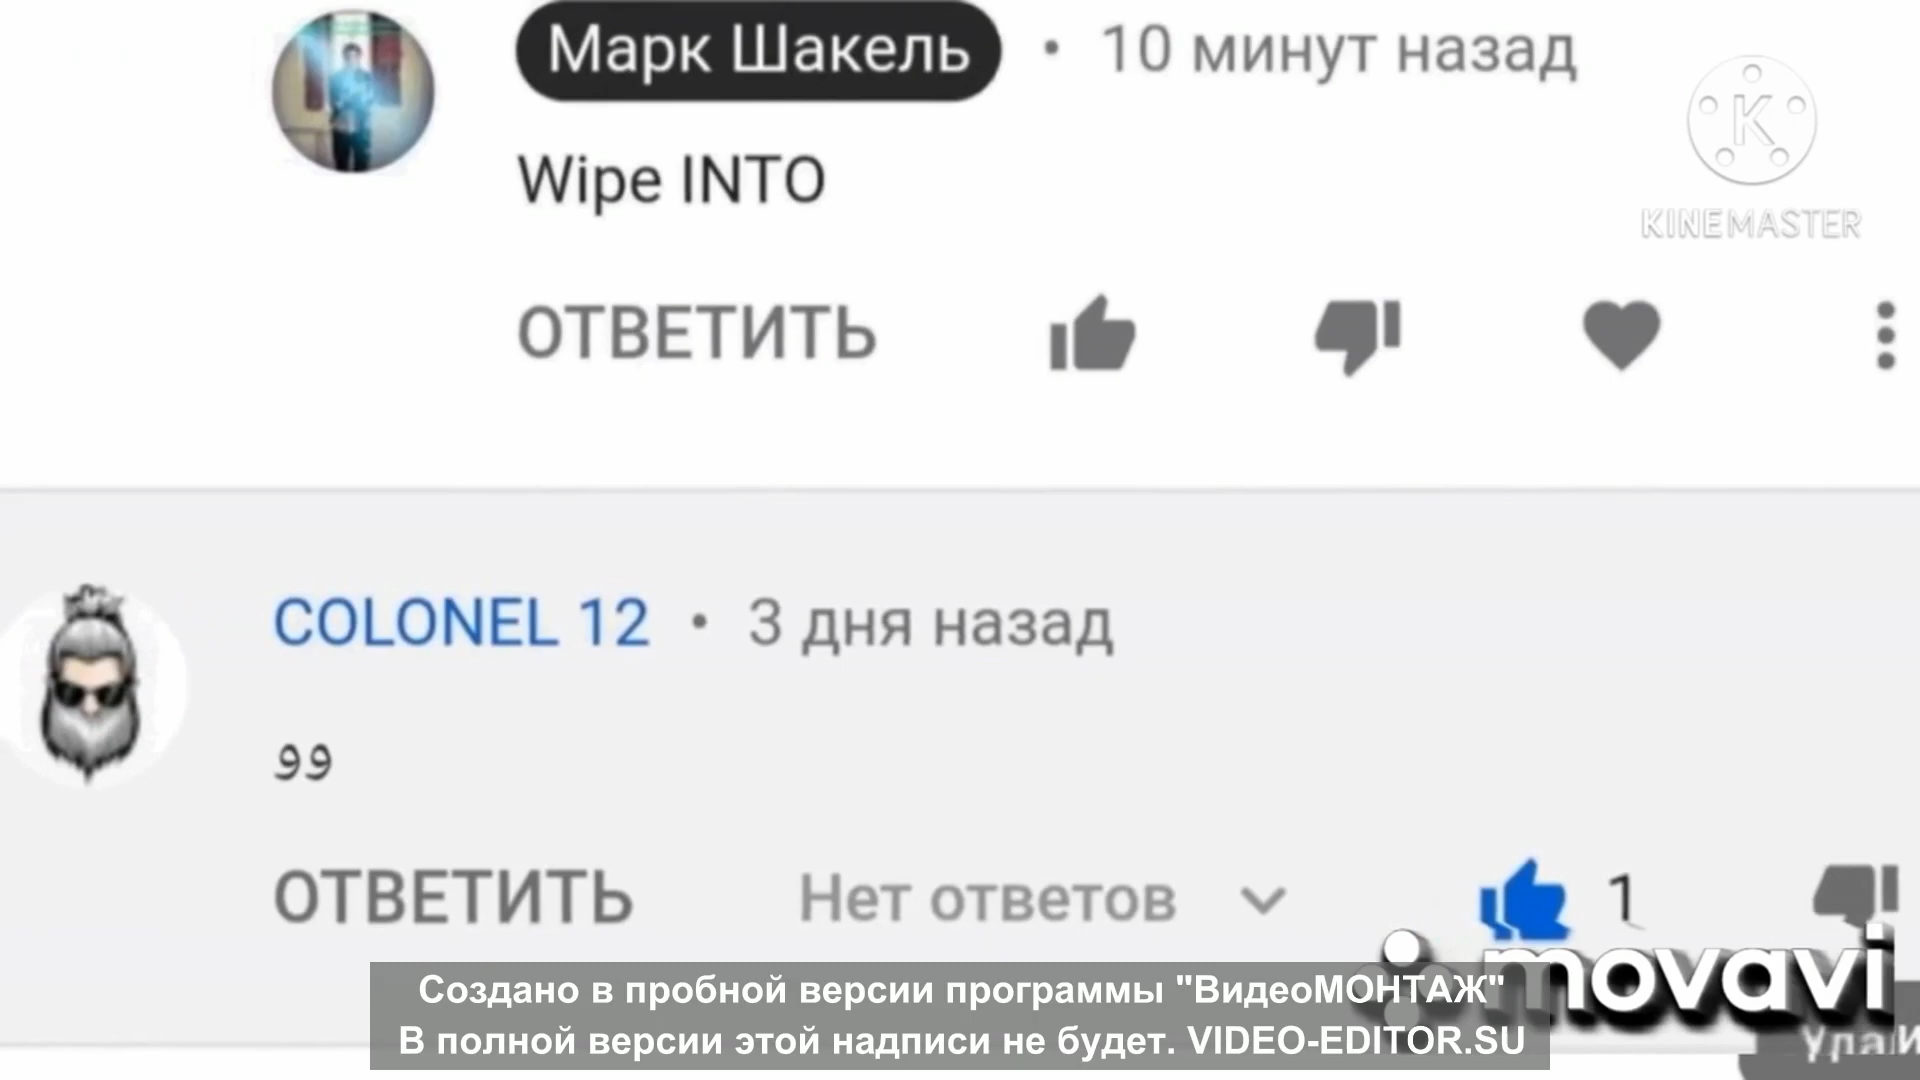 Марк Шакель • 10 минут назад
Wipe INTO
KINEMASTER
ОТВЕТИТЬ
COLONEL 12 • 3 дня назад
وو
ОТВЕТИТЬ Нет ответов 1
movavi
Создано в пробной версии программы "ВидеоМОНТАЖ"
В полной версии этой надписи не будет. VIDEO-EDITOR.SU